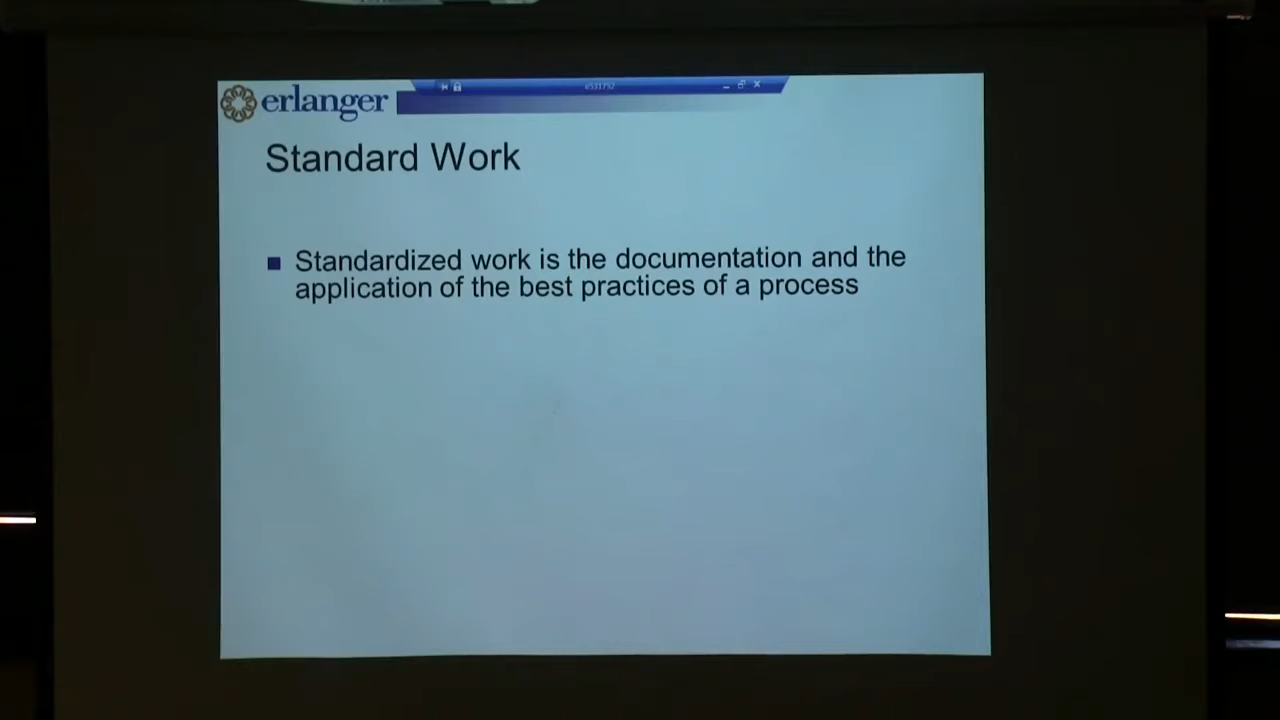 erlanger
Standard Work
Standardized work is the documentation and the
application of the best practices of a process